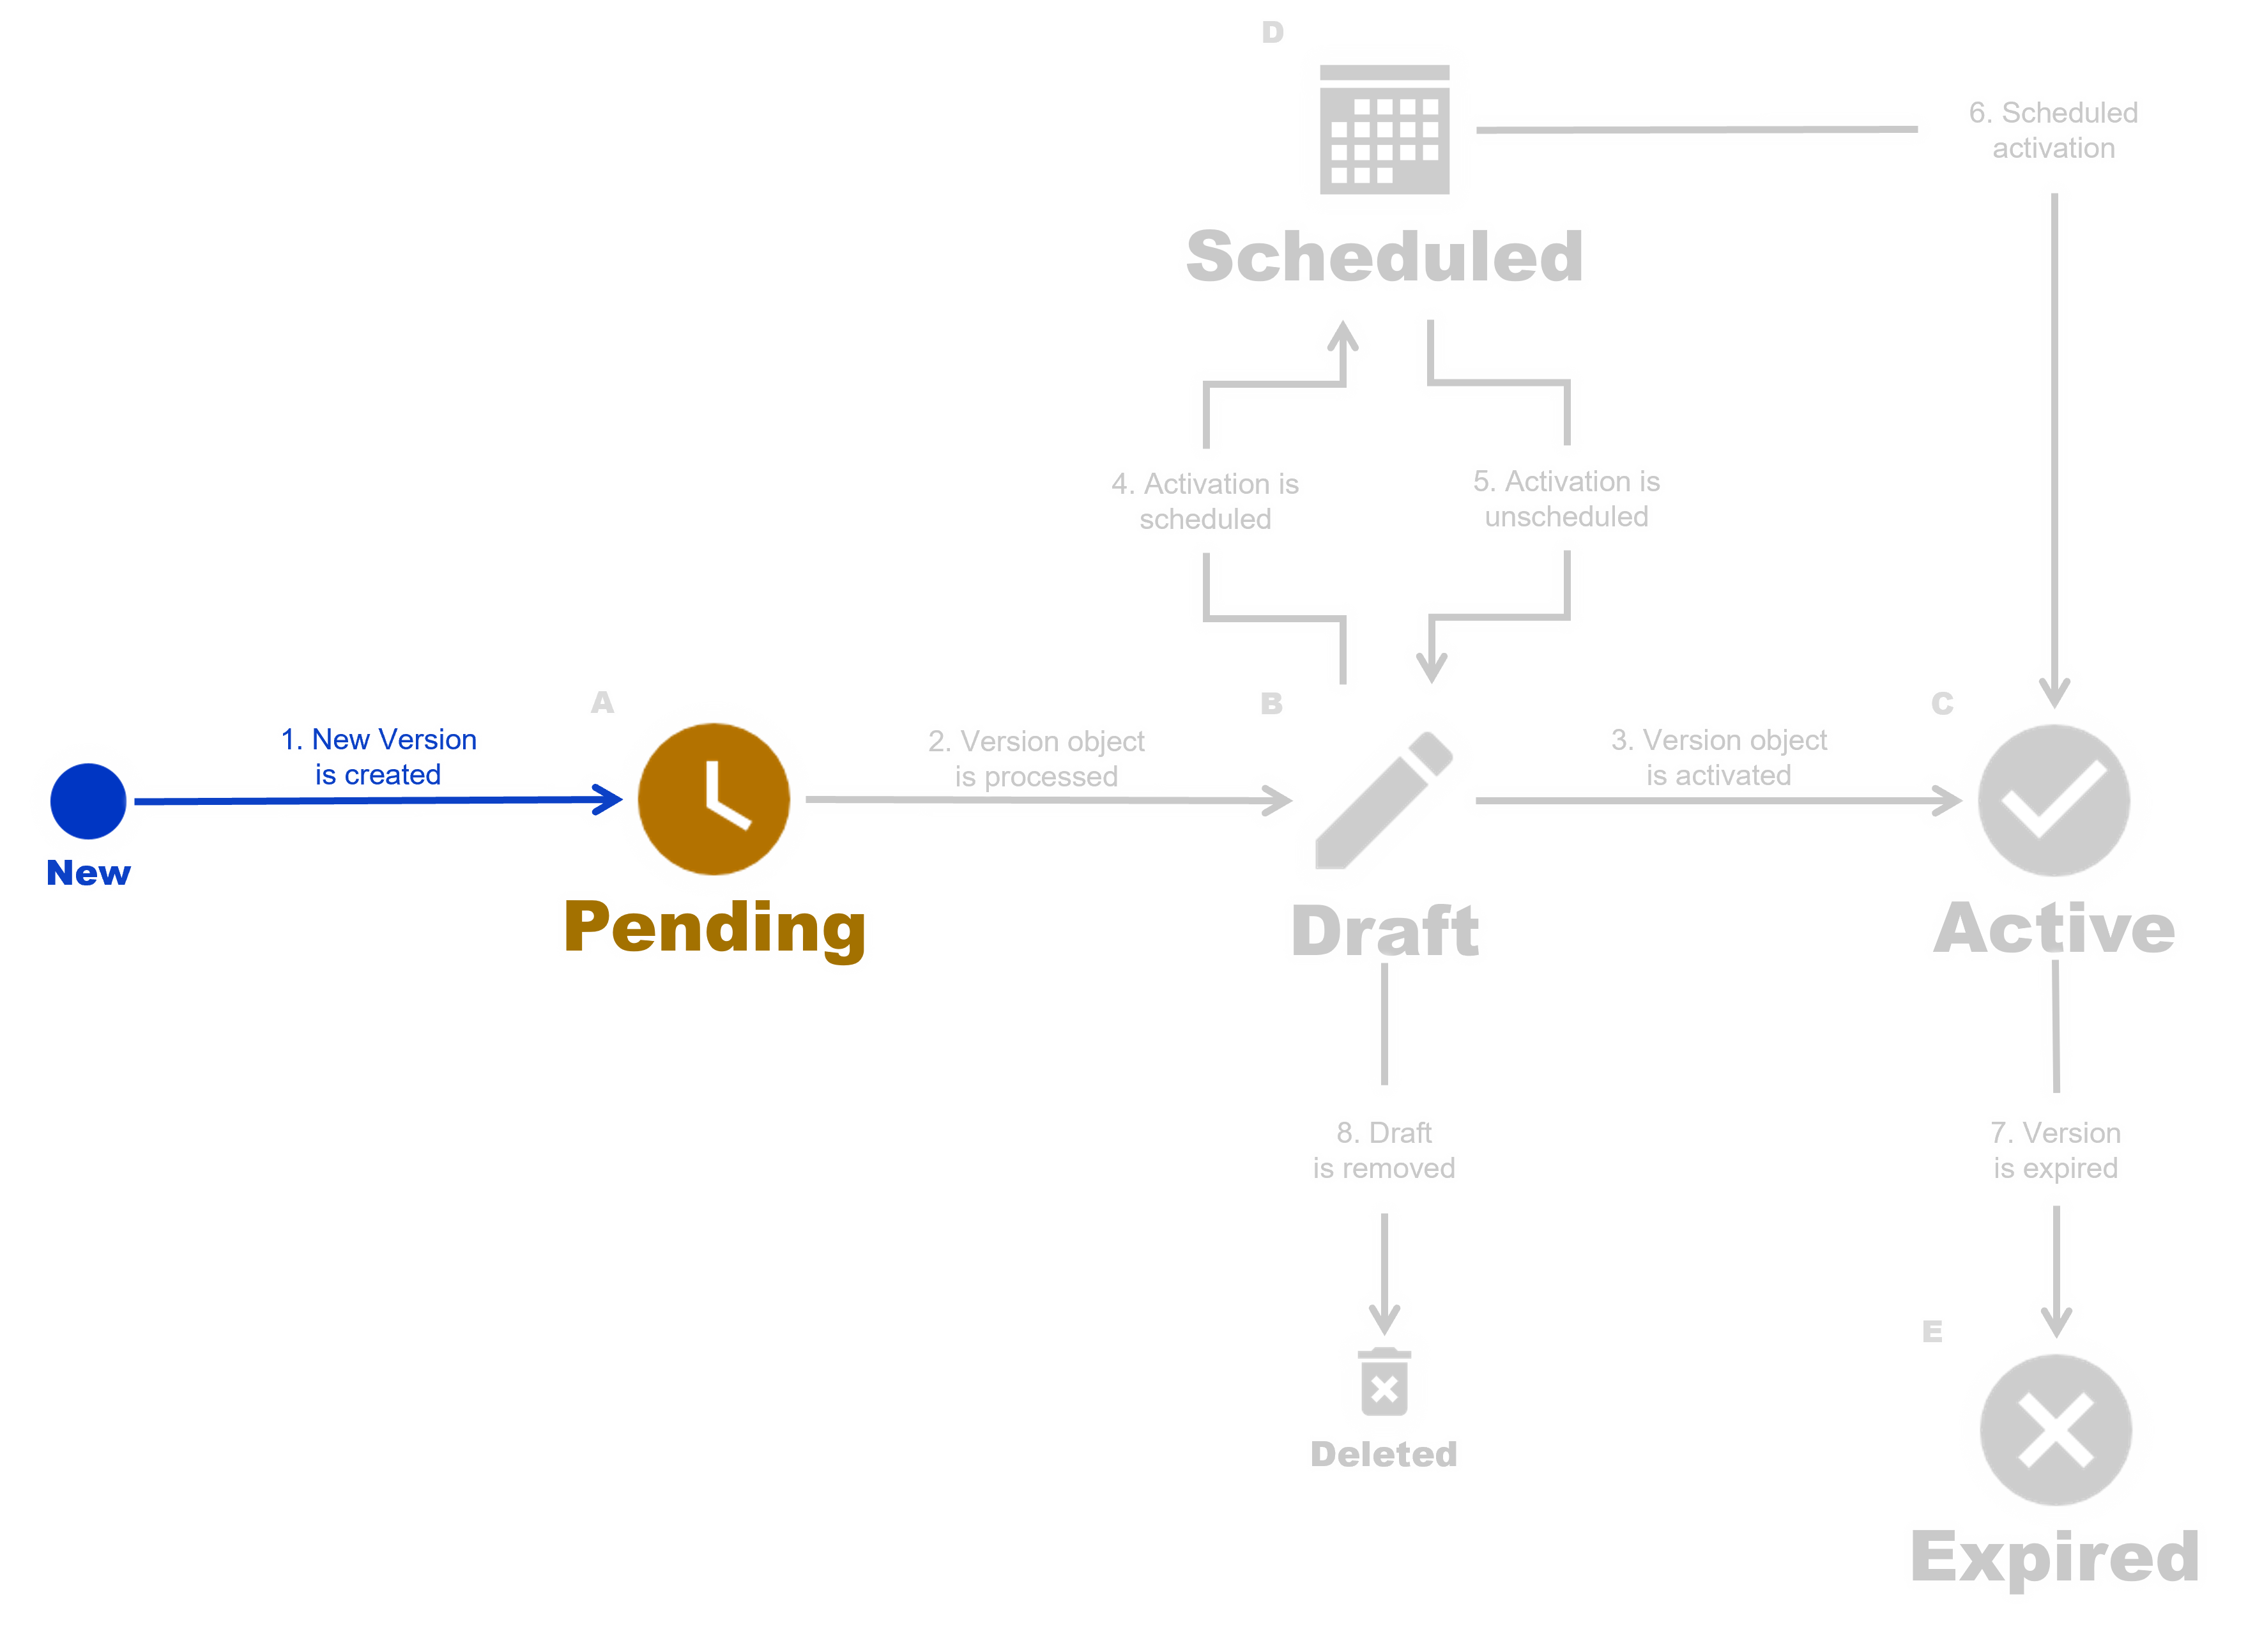 D
6. Scheduled
activation
Scheduled
4. Activation is
scheduled
5. Activation is
unscheduled
A
B
C
1. New Version
is created
2. Version object
is processed
3. Version object
is activated
New
Pending
Draft
Active
8. Draft
is removed
7. Version
is expired
E
Deleted
Expired